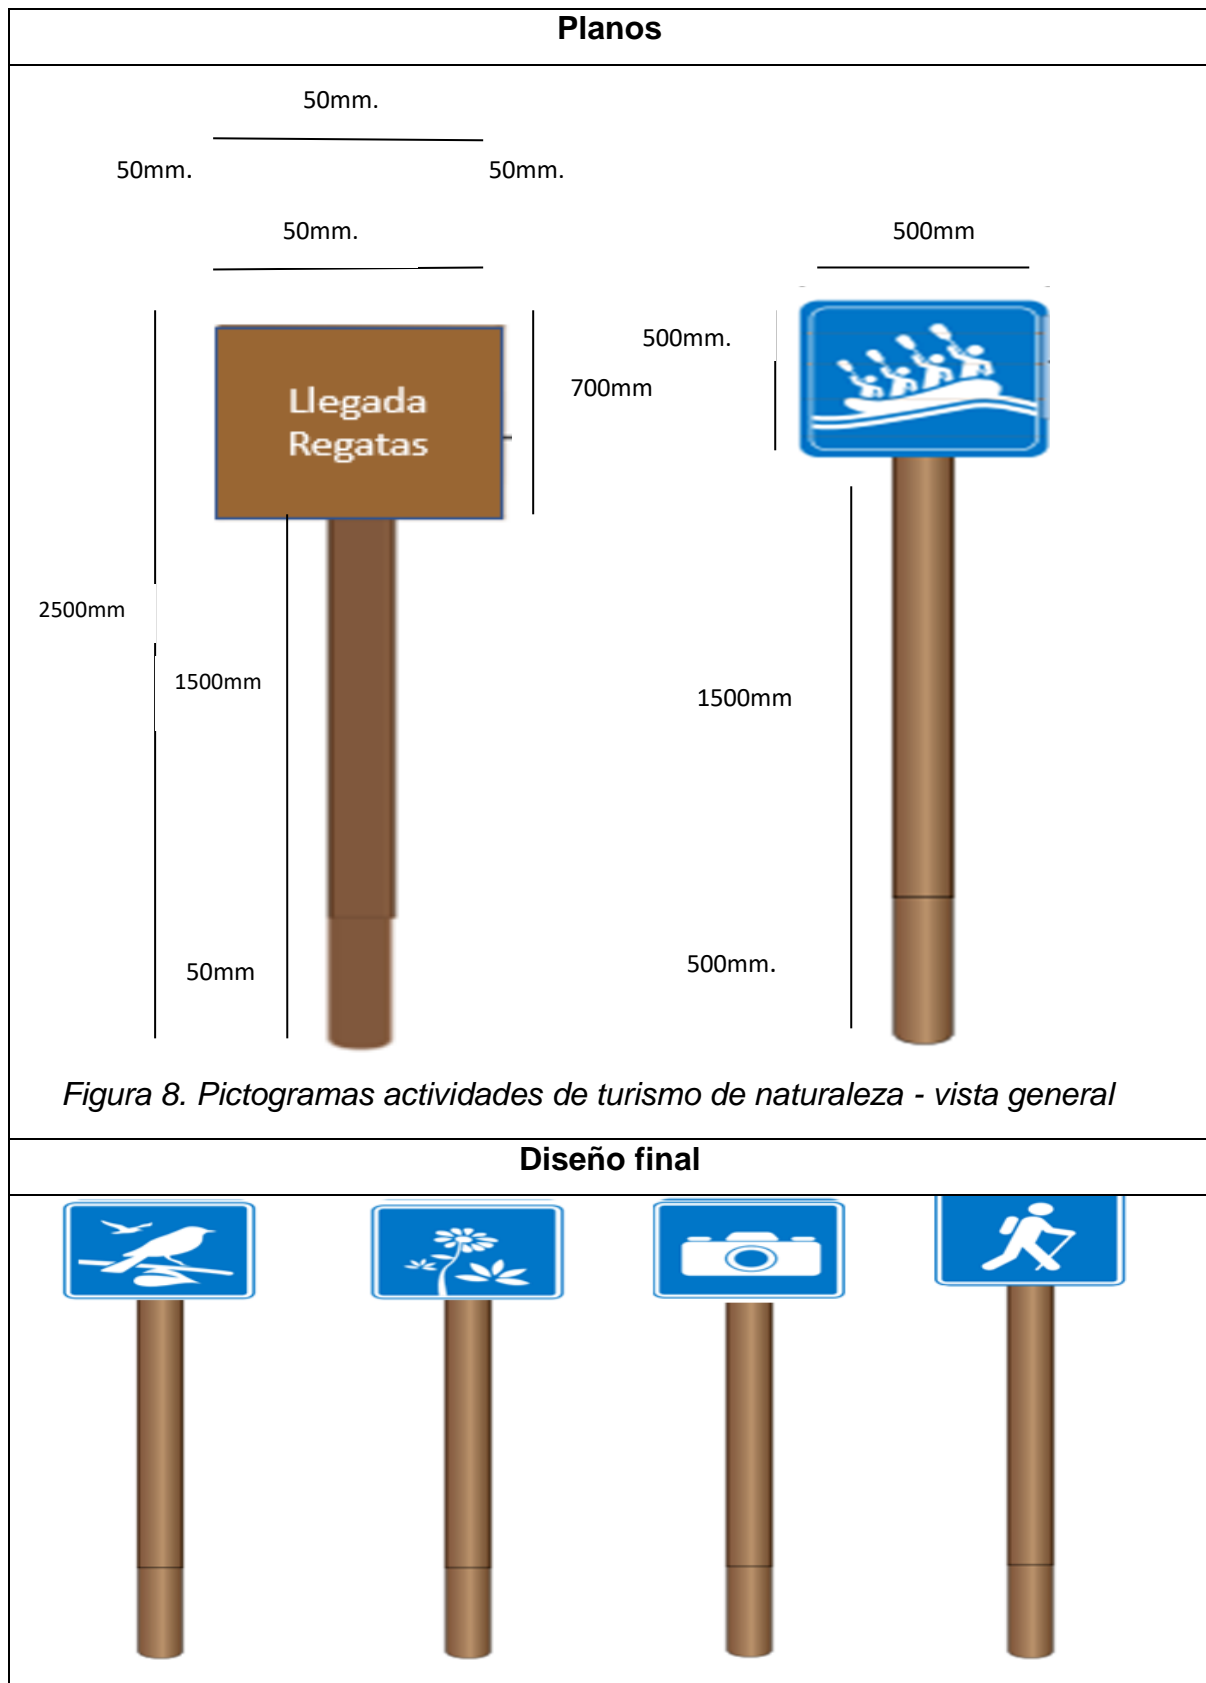 Planos
50mm.
50mm. 50mm.
50mm. 500mm
500mm.
700mm
Llegada
Regatas
2500mm
1500mm
1500mm
50mm 500mm.
Figura 8. Pictogramas actividades de turismo de naturaleza - vista general
Diseño final